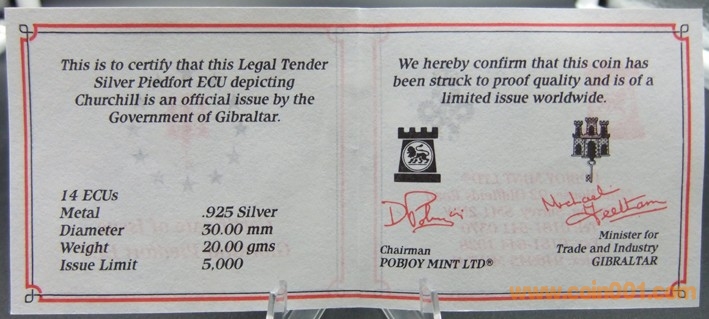 This is to certify that this Legal Tender
Silver Piedfort ECU depicting
Churchill is an official issue by the
Government of Gibraltar.
14 ECUs
Metal .925 Silver
Diameter 30.00 mm
Weight 20.00 gms
Issue Limit 5,000
We hereby confirm that this coin has
been struck to proof quality and is of a
limited issue worldwide.
Michael
Feetham
Chairman
POBJOY MINT LTD®
Minister for
Trade and Industry
GIBRALTAR
www.coin001.com